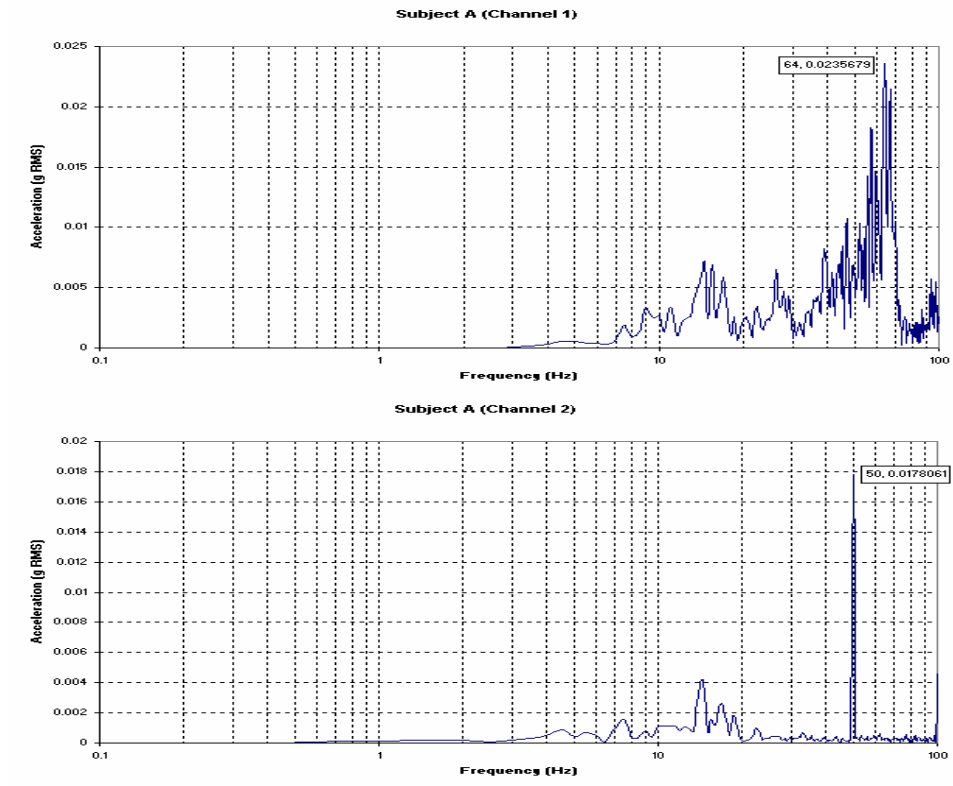 Subject A (Channel 1)
0.025
64, 0.0235679
0.02
0.015
0.01
0.005
0
0.1 1 10 100
Acceleration (g RMS)
Frequency (Hz)
Subject A (Channel 2)
0.02
0.018
50, 0.0178061
0.016
0.014
0.012
0.01
0.008
0.006
0.004
0.002
0
0.1 1 10 100
Acceleration (g RMS)
Frequency (Hz)